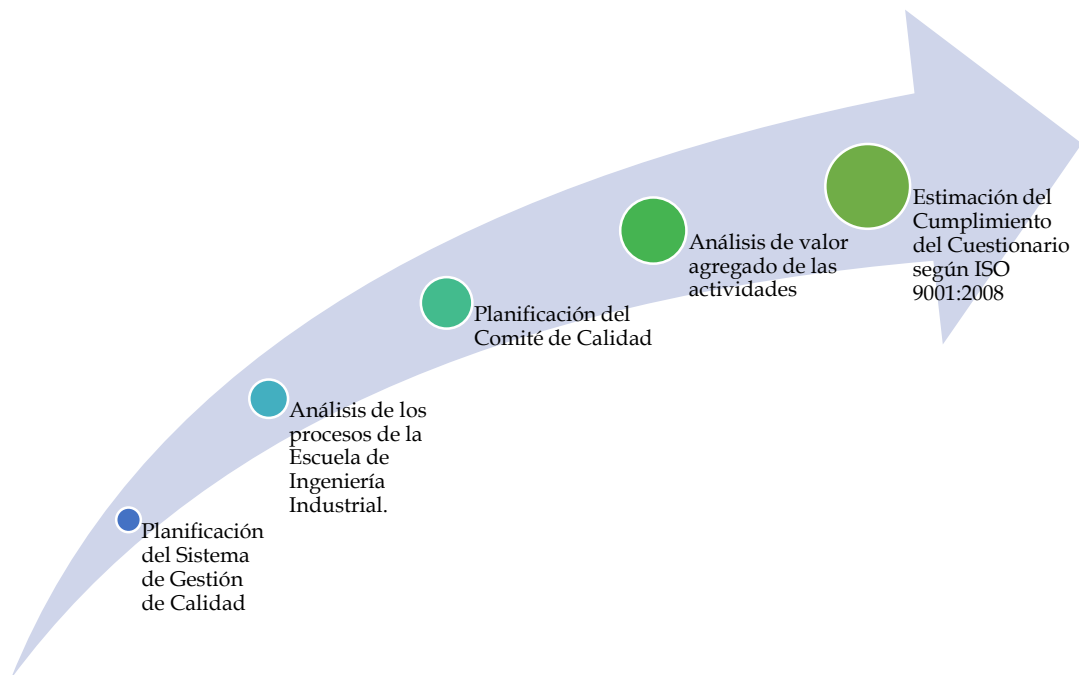 Planificación
del Sistema
de Gestión
de Calidad
Análisis de los
procesos de la
Escuela de
Ingeniería
Industrial.
Planificación del
Comité de Calidad
Análisis de valor
agregado de las
actividades
Estimación del
Cumplimiento
del Cuestionario
según ISO
9001:2008